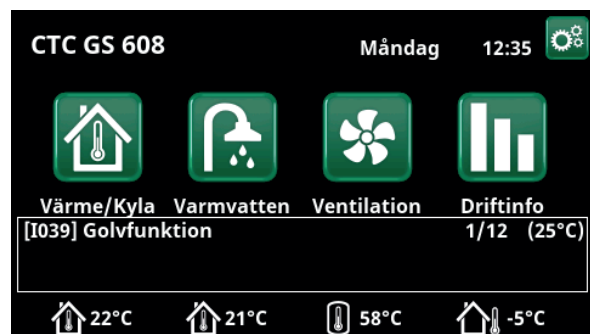 CTC GS 608 Måndag 12:35
Värme/Kyla Varmvatten Ventilation Driftinfo
[I039] Golvfunktion 1/12 (25°C)
22°C 21°C 58°C -5°C